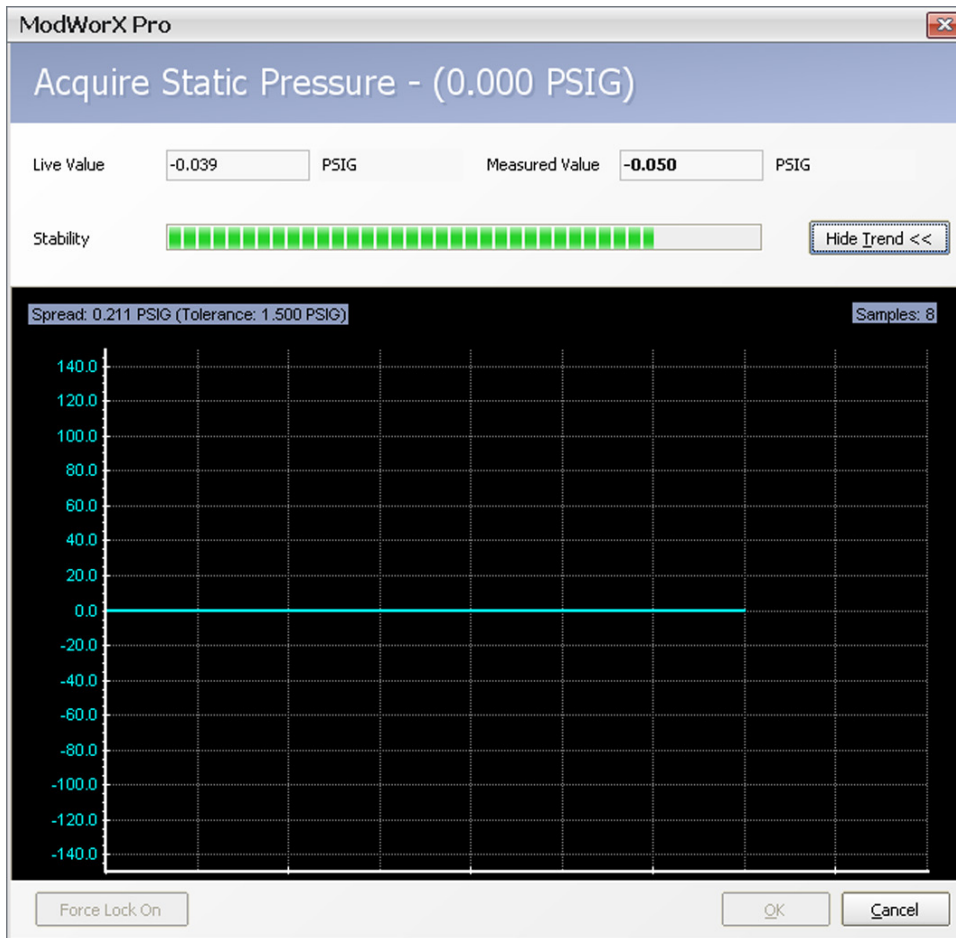 ModWorX Pro
Acquire Static Pressure - (0.000 PSIG)
Live Value -0.039 PSIG Measured Value -0.050 PSIG
Stability Hide Trend <<
Spread: 0.211 PSIG (Tolerance: 1.500 PSIG) Samples: 8
140.0
120.0
100.0
80.0
60.0
40.0
20.0
0.0
-20.0
-40.0
-60.0
-80.0
-100.0
-120.0
-140.0
Force Lock On OK Cancel